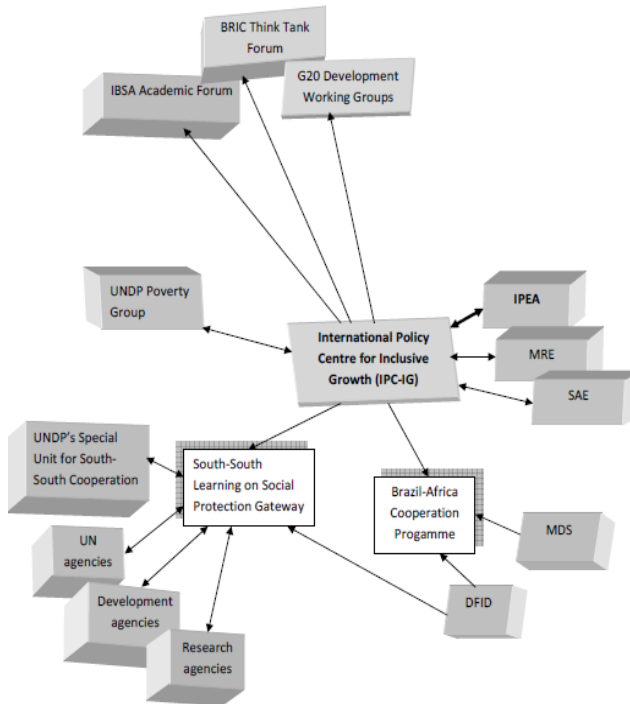 BRIC Think Tank
Forum
IBSA Academic Forum
G20 Development
Working Groups
UNDP Poverty
Group
International Policy
Centre for Inclusive
Growth (IPC-IG)
IPEA
MRE
SAE
UNDP's Special
Unit for South-
South Cooperation
South-South
Learning on Social
Protection Gateway
Brazil-Africa
Cooperation
Progamme
MDS
UN
agencies
Development
agencies
DFID
Research
agencies